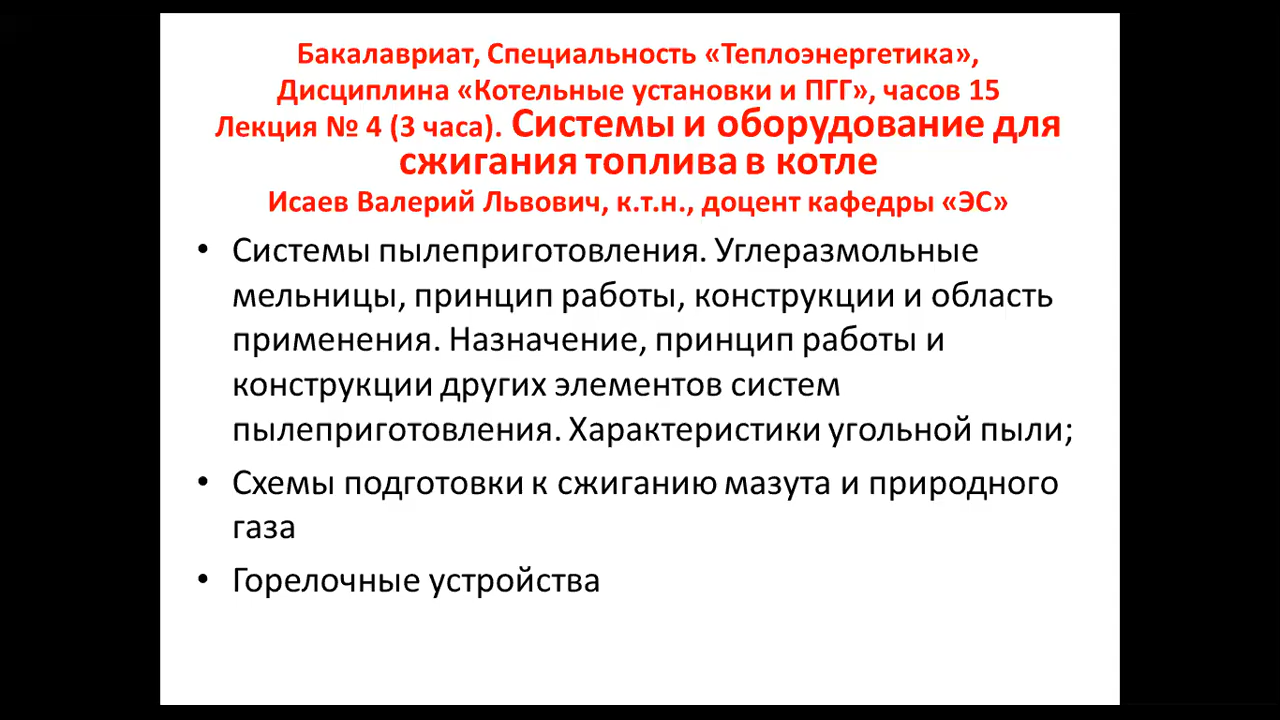 Бакалавриат, Специальность «Теплоэнергетика»,
Дисциплина «Котельные установки и ПГГ», часов 15
Лекция № 4 (3 часа). Системы и оборудование для
сжигания топлива в котле
Исаев Валерий Львович, к.т.н., доцент кафедры «ЭС»
• Системы пылеприготовления. Углеразмольные
мельницы, принцип работы, конструкции и область
применения. Назначение, принцип работы и
конструкции других элементов систем
пылеприготовления. Характеристики угольной пыли;
• Схемы подготовки к сжиганию мазута и природного
газа
• Горелочные устройства